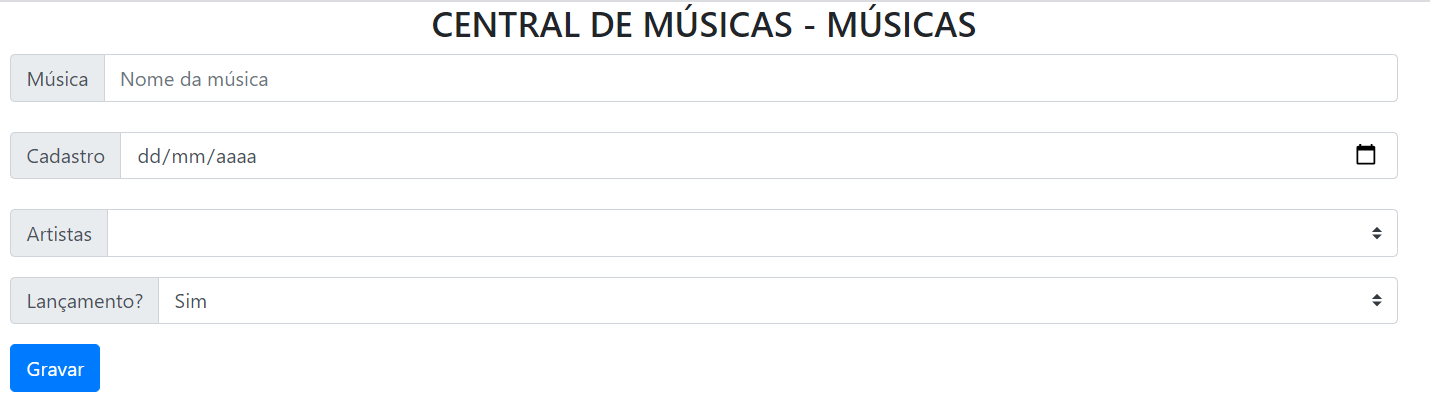 CENTRAL DE MÚSICAS - MÚSICAS
Música Nome da música
Cadastro dd/mm/aaaa
Artistas
Lançamento? Sim
Gravar